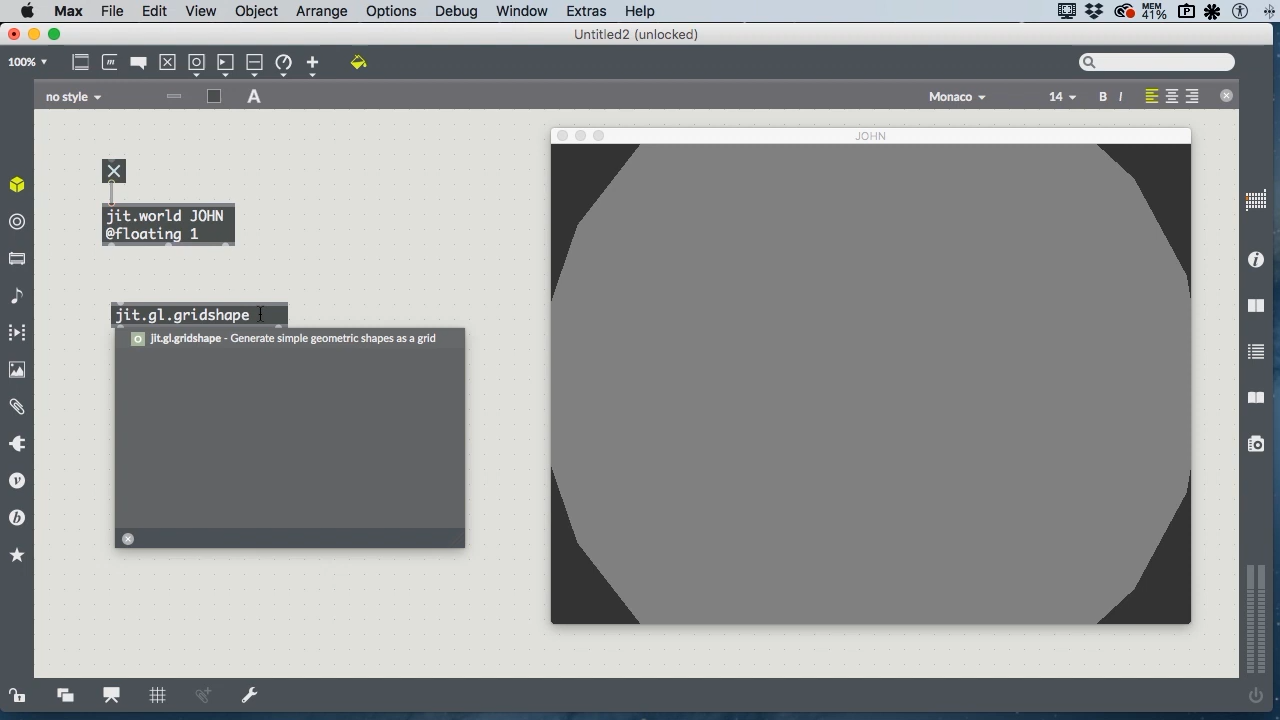 Max File Edit View Object Arrange Options Debug Window Extras Help MEM 41%
Untitled2 (unlocked)
100%
no style A Monaco 14 B I
JOHN
jit.world JOHN
@floating 1
jit.gl.gridshape
jit.gl.gridshape - Generate simple geometric shapes as a grid